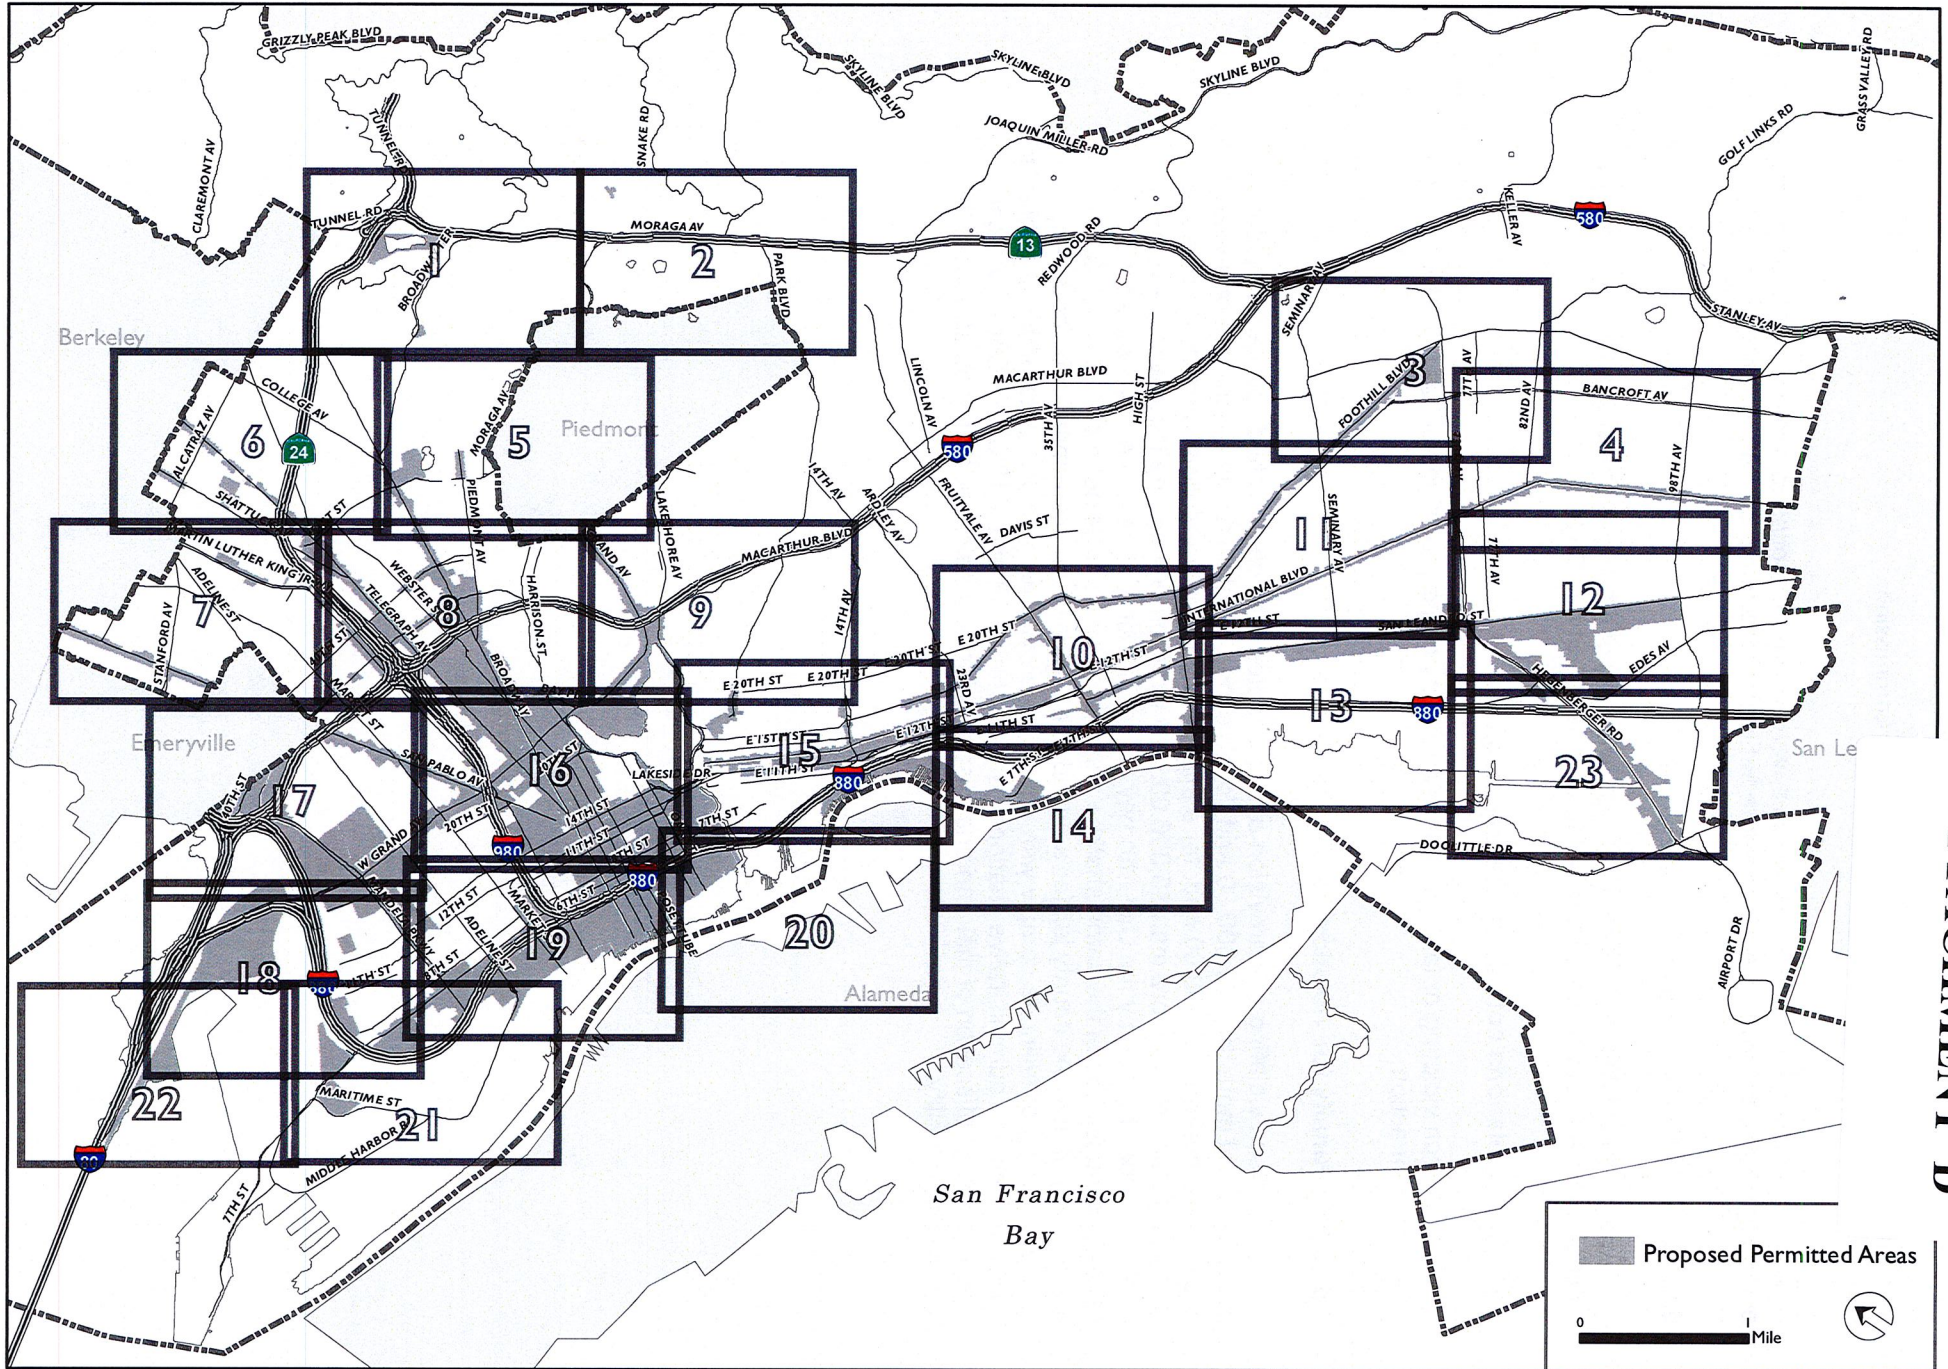 GRIZZLY PEAK BLVD
SKYLINE BLVD
SKYLINE BLVD
SKYLINE BLVD
GRASS VALLEY RD
TUNNEL RD
SNAKE RD
CLAREMONT AV
JOAQUIN MILLER RD
GOLF LINKS RD
TUNNEL RD
MORAGA AV
13
REDWOOD RD
KELLER AV
580
1
2
BROADWATER
PARK BLVD
SEMINARY AV
STANLEY AV
Berkeley
COLLEGE AV
LINCOLN AV
MACARTHUR BLVD
35TH AV
HIGH ST
FOOTHILL BLVD
3
77TH AV
82ND AV
BANCROFT AV
ALCATRAZ AV
6
24
MORAGA AV
5
Piedmont
580
4
98TH AV
SHATTUCK
PIEDMONT AV
LAKESHORE AV
14TH AV
ARDLEY AV
FRUITVALE AV
DAVIS ST
MACARTHUR BLVD
11
SEMINARY AV
77TH AV
MARTIN LUTHER KING JR
ADELINE ST
STANFORD AV
7
WEBSTER S
TELEGRAPH AV
8
HARRISON ST
9
14TH AV
INTERNATIONAL BLVD
E 12TH ST
SAN LEANDRO ST
12
EDES AV
MARKET ST
BROADWAY
E 20TH ST
E 20TH ST
E 20TH ST
E 20TH ST
23RD AV
10
E 12TH ST
13
880
HEGENBERGER RD
Emeryville
SAN PABLO AV
16
LAKESIDE DR
E 15TH ST
15
E 12TH ST
E 11TH ST
E 11TH ST
880
E 7TH ST
E 7TH ST
San Le
23
40TH ST
17
W GRAND
20TH ST
980
14TH ST
11TH ST
7TH ST
14
DOOLITTLE DR
880
6TH ST
12TH ST
MARKET
ADELINE ST
19
20
18
8TH ST
Alameda
AIRPORT DR
22
MARITIME ST
21
MIDDLE HARBOR R
7TH ST
San Francisco
Bay
Proposed Permitted Areas
0
1
Mile